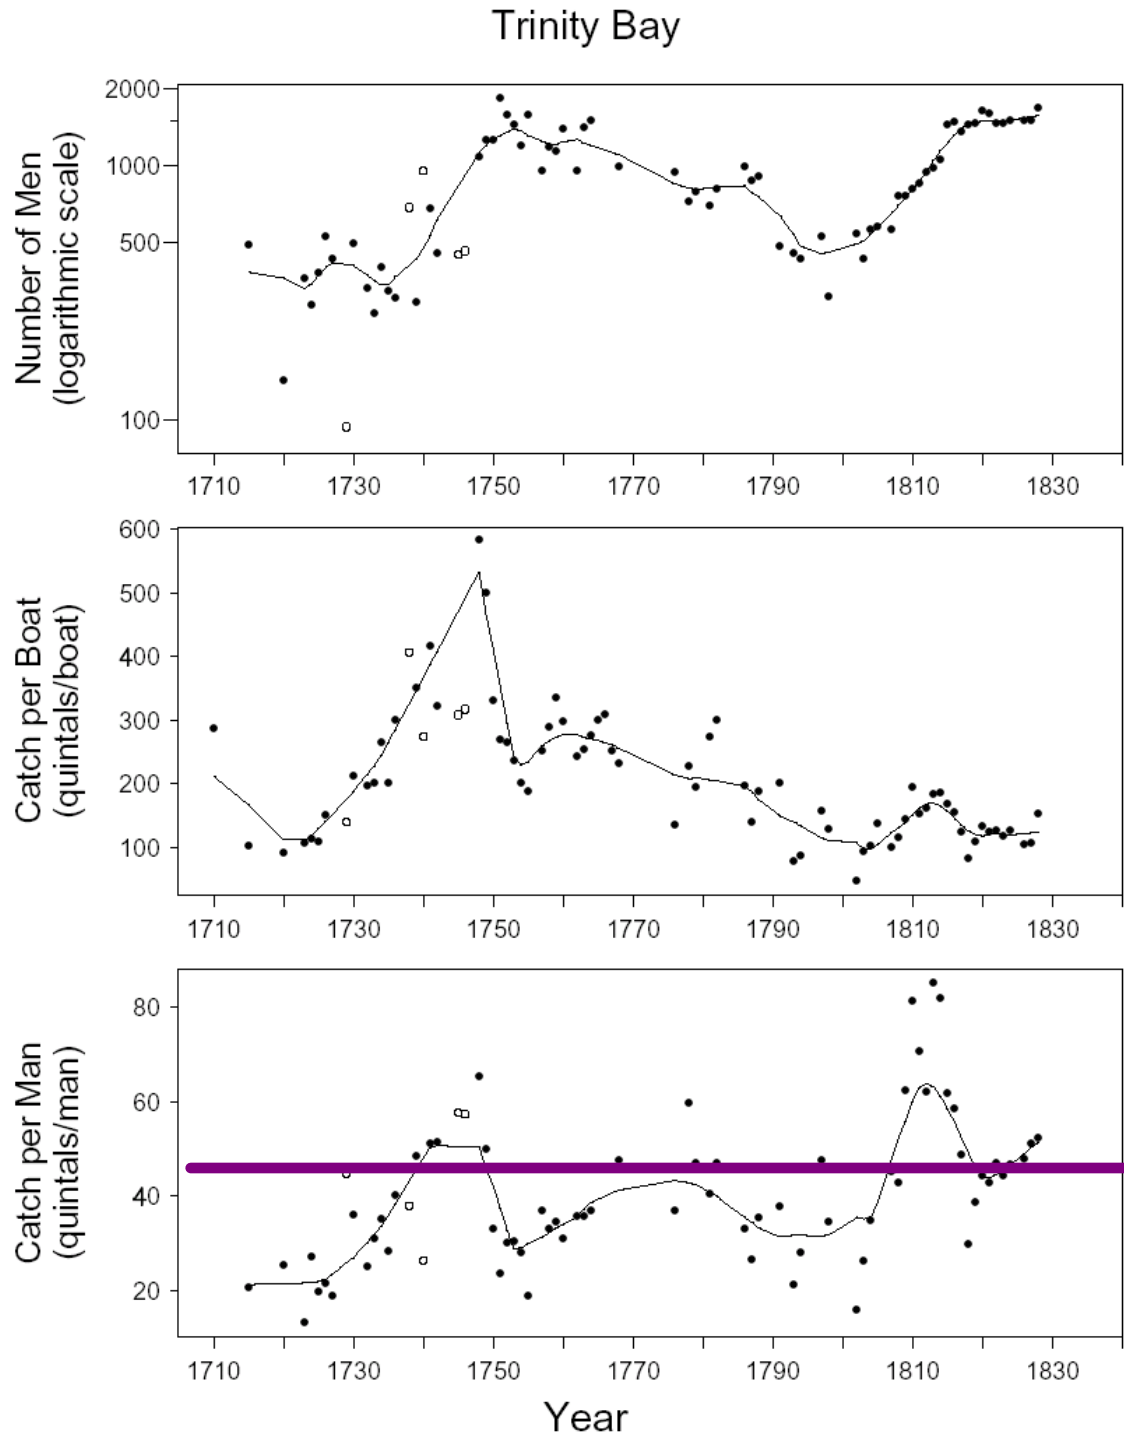 Trinity Bay
Number of Men
(logarithmic scale)
2000
1000
500
100
1710 1730 1750 1770 1790 1810 1830
Catch per Boat
(quintals/boat)
600
500
400
300
200
100
1710 1730 1750 1770 1790 1810 1830
Catch per Man
(quintals/man)
80
60
40
20
1710 1730 1750 1770 1790 1810 1830
Year